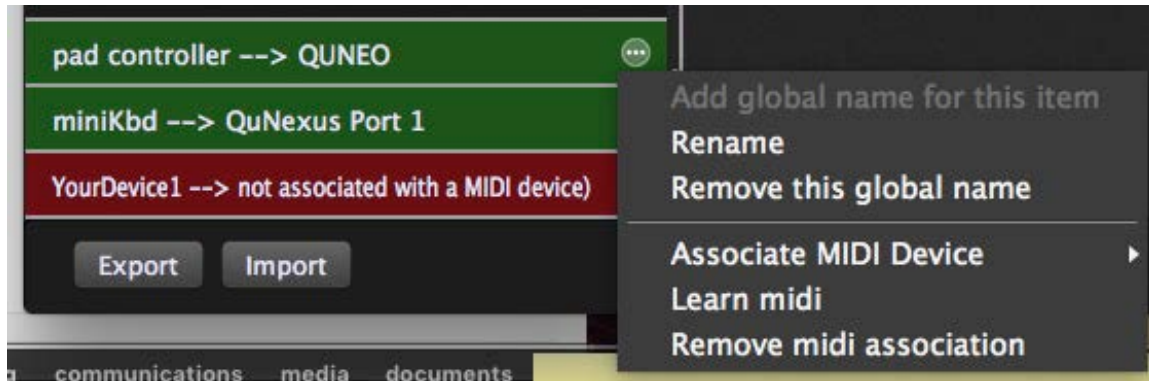 pad controller --> QUNEO
miniKbd --> QuNexus Port 1
YourDevice1 --> not associated with a MIDI device)
Export Import
Add global name for this item
Rename
Remove this global name
Associate MIDI Device
Learn midi
Remove midi association
communications media documents